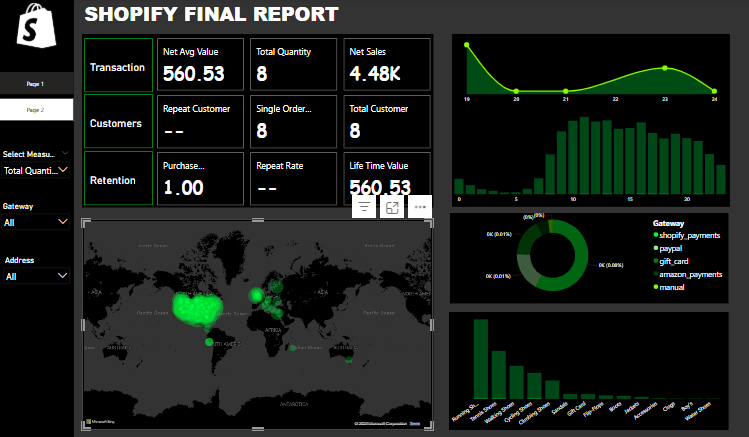 SHOPIFY FINAL REPORT
Page 1
Page 2
Select Measu...
Total Quanti...
Gateway
All
Address
All
Transaction
Net Avg Value
560.53
Total Quantity
8
Net Sales
4.48K
Customers
Repeat Customer
--
Single Order...
8
Total Customer
8
Retention
Purchase...
1.00
Repeat Rate
--
Life Time Value
560.53
19 20 21 22 23 24
0 5 10 15 20
(0%) (0%)
0K (0.01%)
0K (0.01%)
0K (0.08%)
Gateway
shopify_payments
paypal
gift_card
amazon_payments
manual
Arctic Ocean
Arctic Ocean
ASIA
NORTH AMERICA
EUROPE
ASIA
Pacific Ocean
Pacific Ocean
AFRICA
SOUTH AMERICA
AUSTRALIA
AUSTRALIA
ANTARCTICA
Microsoft Bing
Microsoft Corporation Terms
Running Sh...
Tennis Shoes
Walking Shoes
Cycling Shoes
Climbing Shoes
Sandals
Gift Card
Flip-Flops
Boots
Jackets
Accessories
Clogs
Boy's
Water Shoes